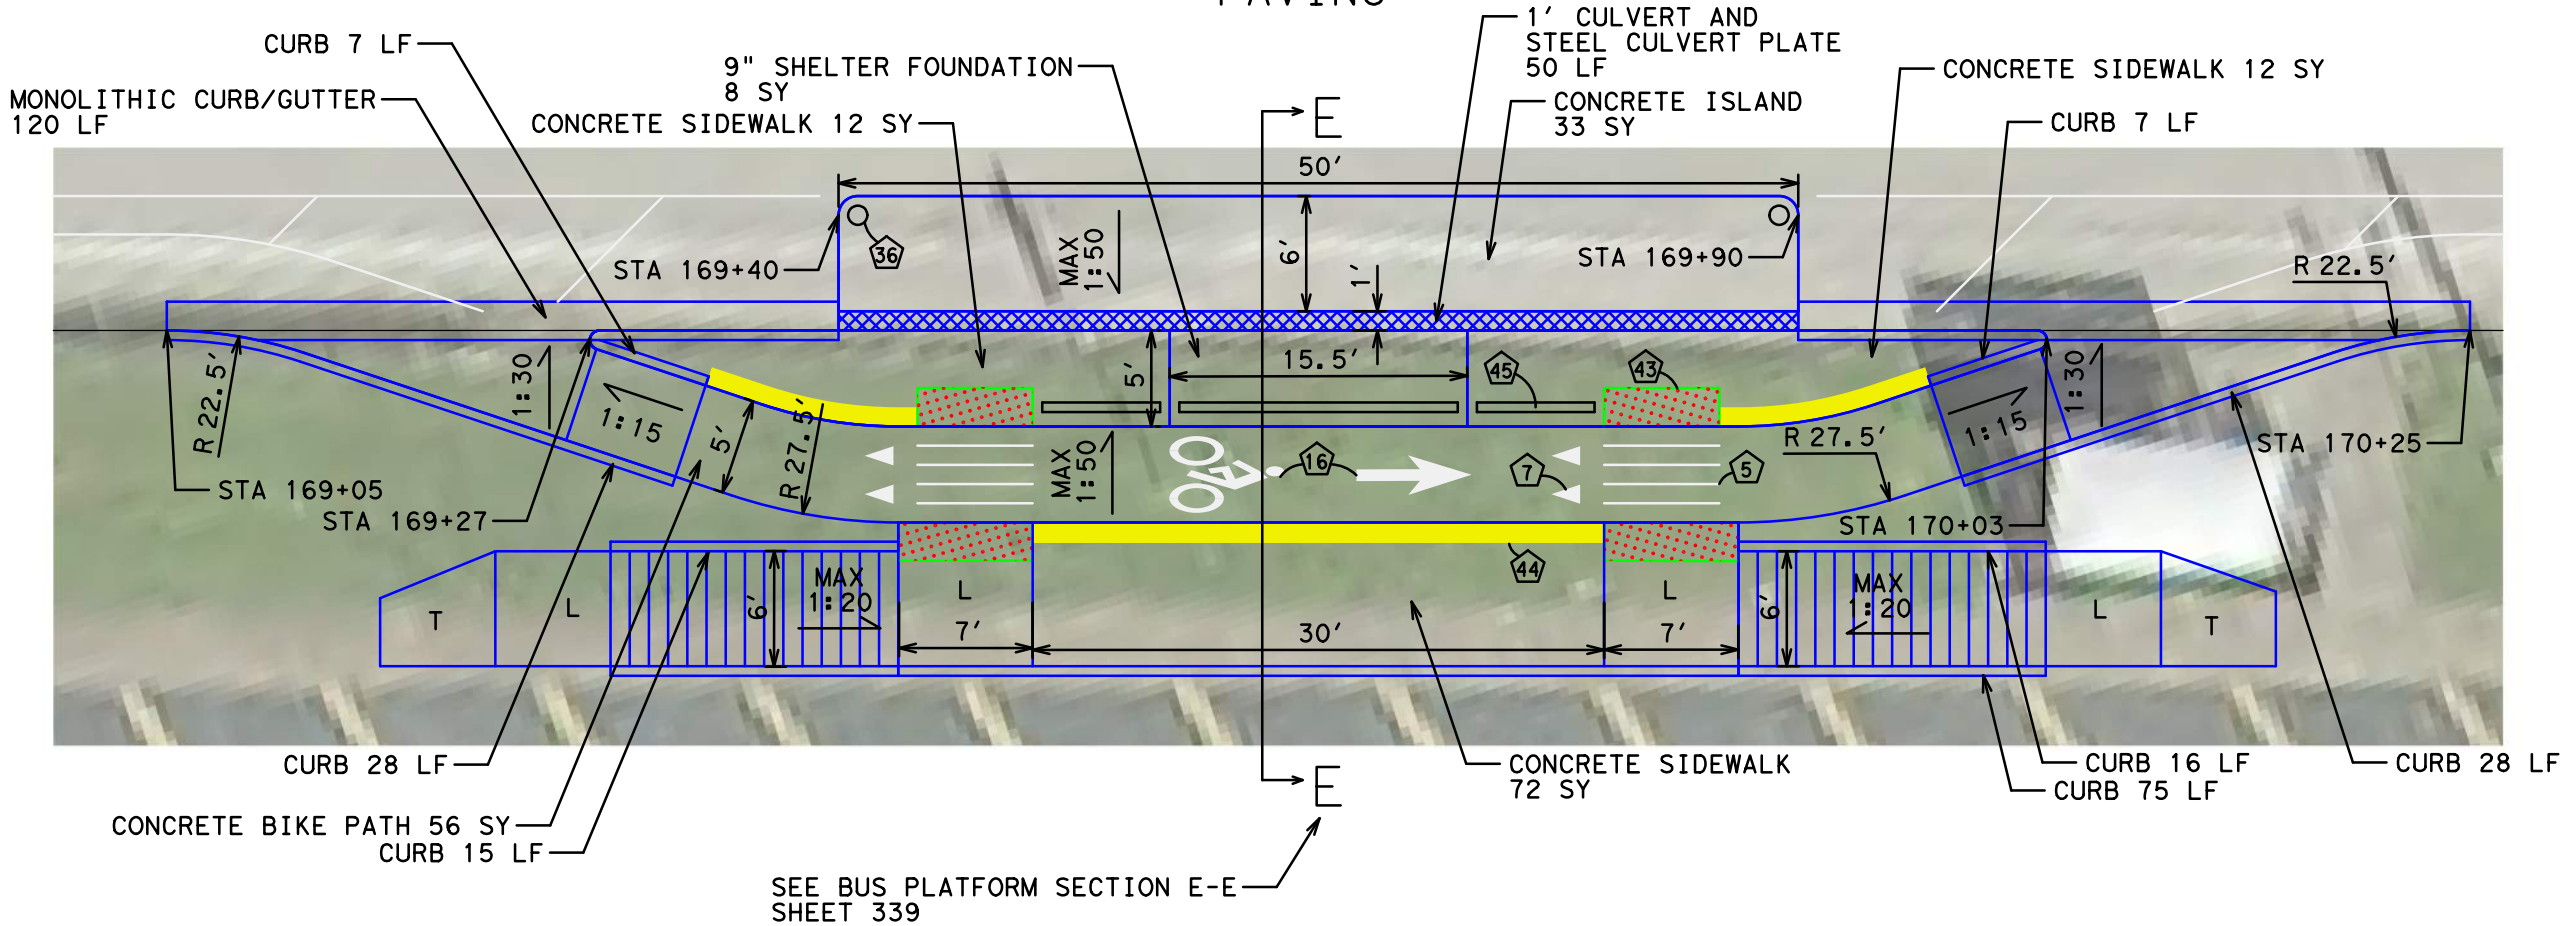 CURB 7 LF
MONOLITHIC CURB/GUTTER
120 LF
9" SHELTER FOUNDATION
8 SY
CONCRETE SIDEWALK 12 SY
1' CULVERT AND
STEEL CULVERT PLATE
50 LF
CONCRETE ISLAND
33 SY
CONCRETE SIDEWALK 12 SY
CURB 7 LF
E
50'
36
STA 169+40
MAX
1:50
6'
1'
STA 169+90
R 22.5'
R 22.5'
1:30
1:15
5'
R 27.5'
5'
15.5'
45
43
1:30
1:15
R 27.5'
STA 170+25
STA 169+05
STA 169+27
MAX
1:50
16
7
5
STA 170+03
44
T
L
6'
MAX
1:20
L
7'
30'
L
7'
6'
MAX
1:20
L
T
CURB 28 LF
CONCRETE BIKE PATH 56 SY
CURB 15 LF
E
CONCRETE SIDEWALK
72 SY
CURB 16 LF
CURB 75 LF
CURB 28 LF
SEE BUS PLATFORM SECTION E-E
SHEET 339